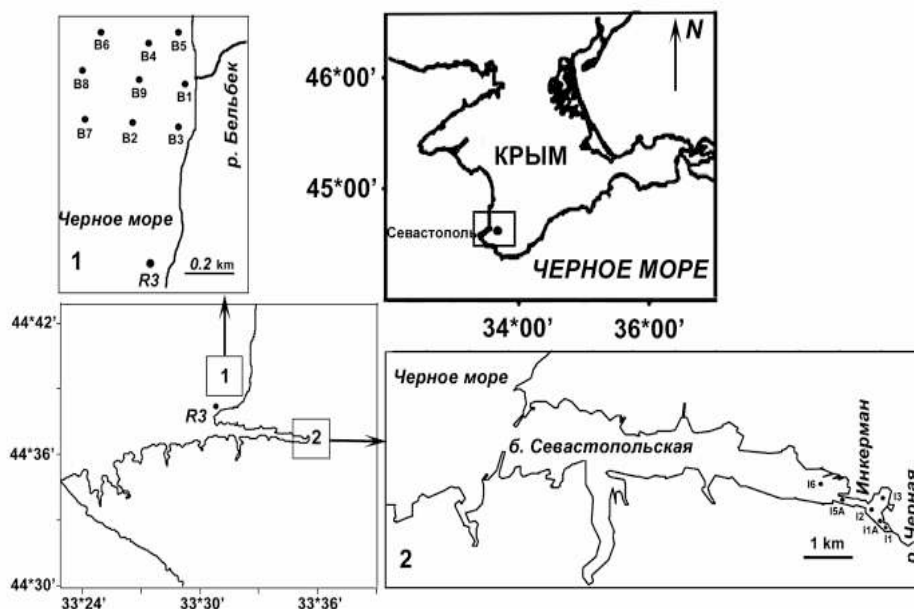 B6
B5
B4
B8
B9
B1
B7
B2
B3
р. Бельбек
Черное море
1
R3
0.2 km
N
46°00'
КРЫМ
45°00'
Севастополь
ЧЕРНОЕ МОРЕ
34°00'
36°00'
44°42'
1
R3
2
44°36'
44°30'
33°24'
33°30'
33°36'
Черное море
б. Севастопольская
Инкерман
I6
I3
I5A
I2
I1A
I1
р. Черная
1 km
2